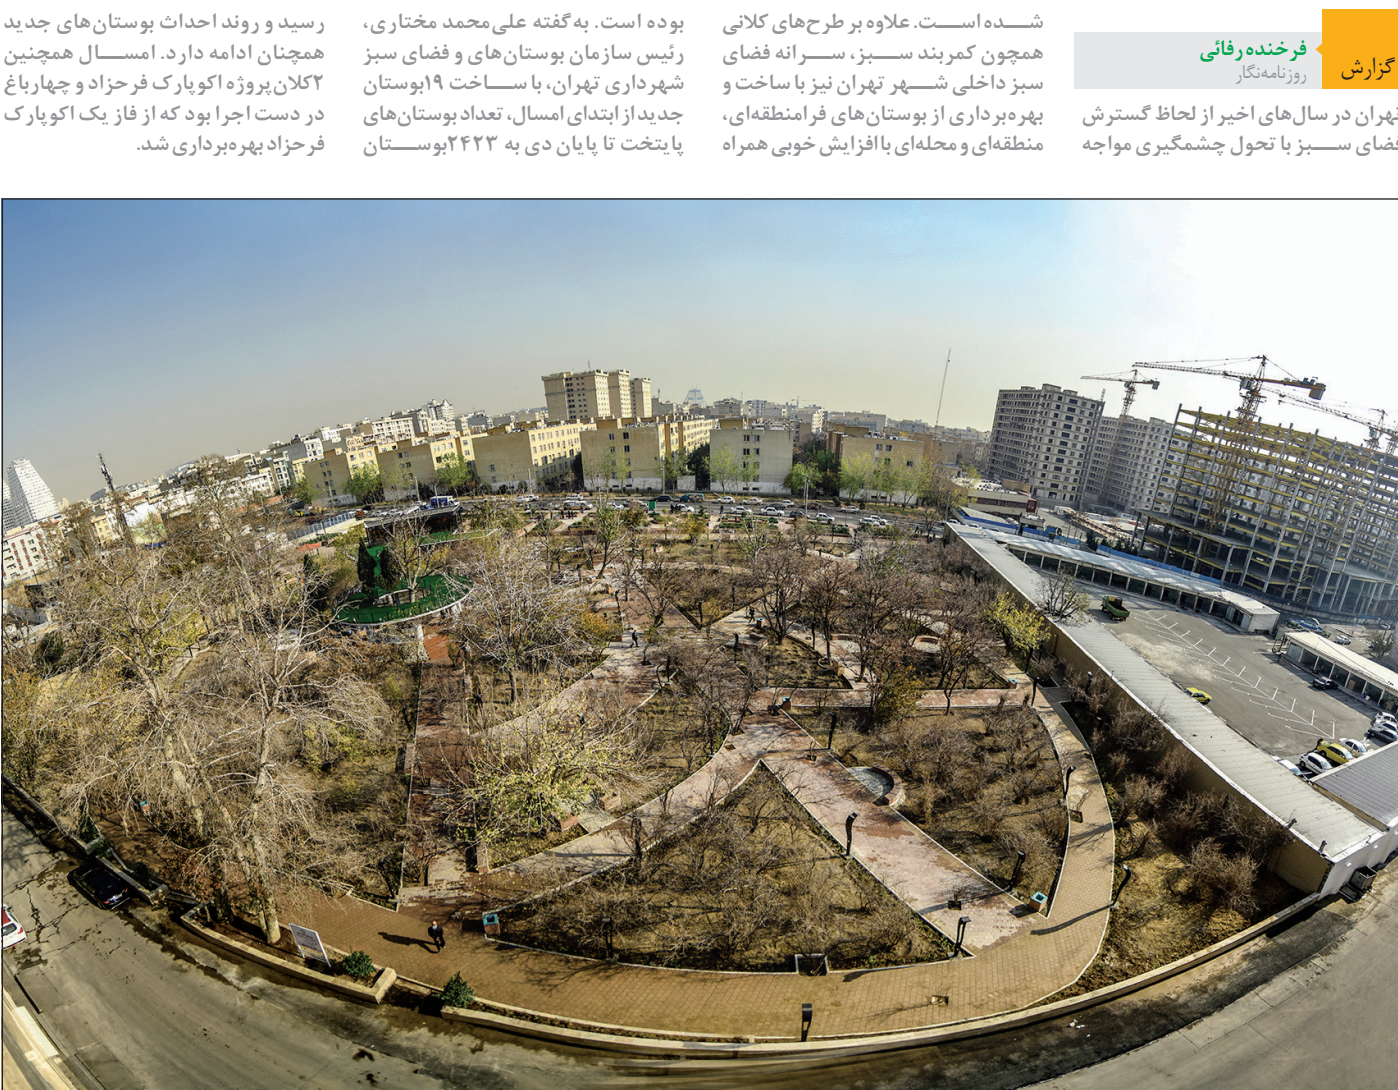 گزارش
فرخنده رفائی
روزنامه‌نگار
تهران در سال‌های اخیر از لحاظ گسترش
فضای سبز با تحول چشمگیری مواجه
شده است. علاوه بر طرح‌های کلانی
همچون کمربند سبز، سرانه فضای
سبز داخلی شهر تهران نیز با ساخت و
بهره‌برداری از بوستان‌های فرامنطقه‌ای،
منطقه‌ای و محله‌ای با افزایش خوبی همراه
بوده است. به گفته علی‌محمد مختاری،
رئیس سازمان بوستان‌های و فضای سبز
شهرداری تهران، با ساخت ۱۹بوستان
جدید از ابتدای امسال، تعداد بوستان‌های
پایتخت تا پایان دی به ۲۴۲۳بوستان
رسید و روند احداث بوستان‌های جدید
همچنان ادامه دارد. امسال همچنین
۲کلان‌پروژه اکوپارک فرحزاد و چهارباغ
در دست اجرا بود که از فاز یک اکوپارک
فرحزاد بهره‌برداری شد.